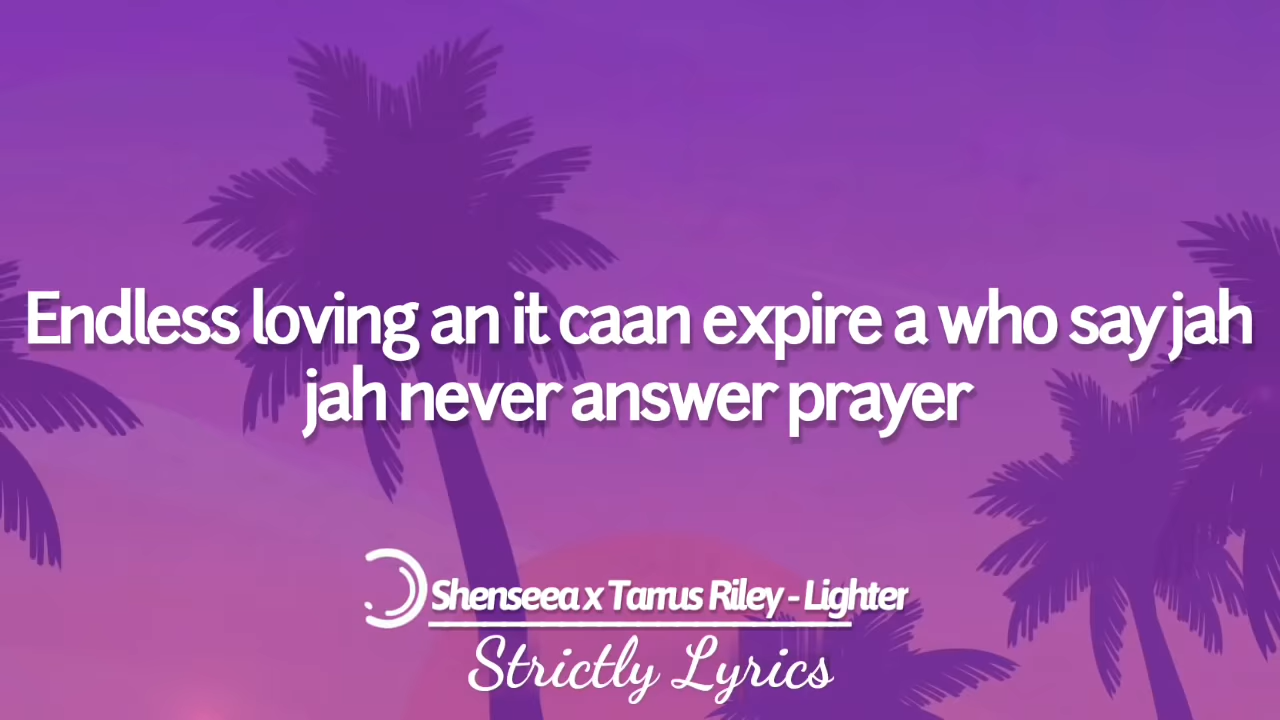 Endless loving an it caan expire a who say jah
jah never answer prayer
Shenseea x Tarrus Riley - Lighter
Strictly Lyrics